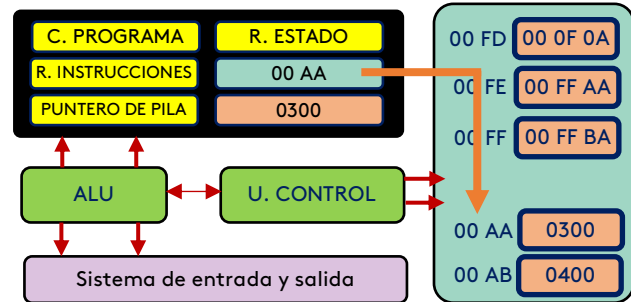 C. PROGRAMA R. ESTADO
R. INSTRUCCIONES 00 AA
PUNTERO DE PILA 0300
ALU
U. CONTROL
Sistema de entrada y salida
00 FD 00 0F 0A
00 FE 00 FF AA
00 FF 00 FF BA
00 AA 0300
00 AB 0400